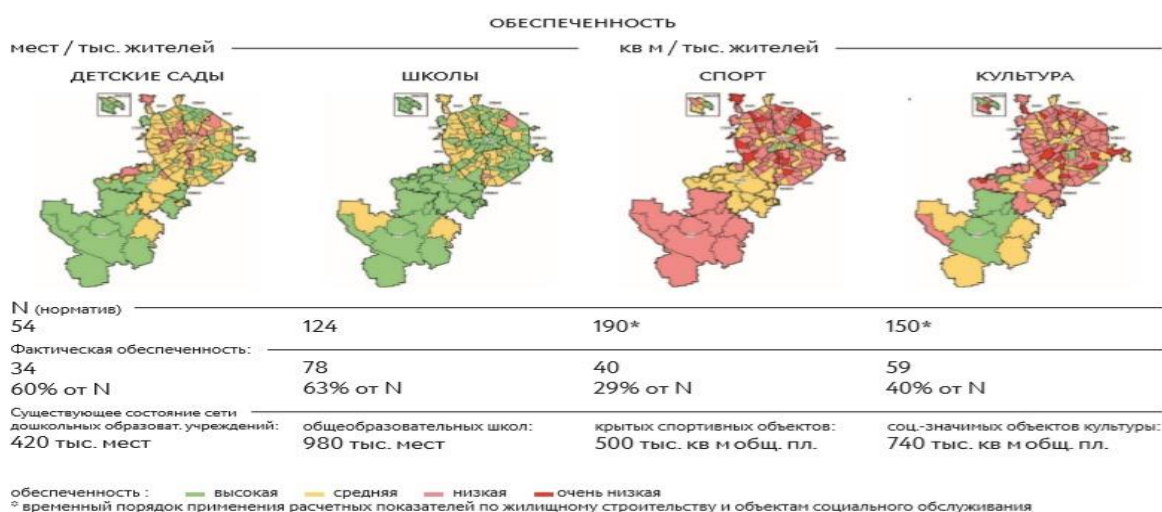 ОБЕСПЕЧЕННОСТЬ
мест / тыс. жителей
кв м / тыс. жителей
ДЕТСКИЕ САДЫ
ШКОЛЫ
СПОРТ
КУЛЬТУРА
N (норматив)
54
124
190*
150*
Фактическая обеспеченность:
34
78
40
59
60% от N
63% от N
29% от N
40% от N
Существующее состояние сети
дошкольных образоват. учреждений:
общеобразовательных школ:
крытых спортивных объектов:
соц.-значимых объектов культуры:
420 тыс. мест
980 тыс. мест
500 тыс. кв м общ. пл.
740 тыс. кв м общ. пл.
обеспеченность : высокая средняя низкая очень низкая
* временный порядок применения расчетных показателей по жилищному строительству и объектам социального обслуживания